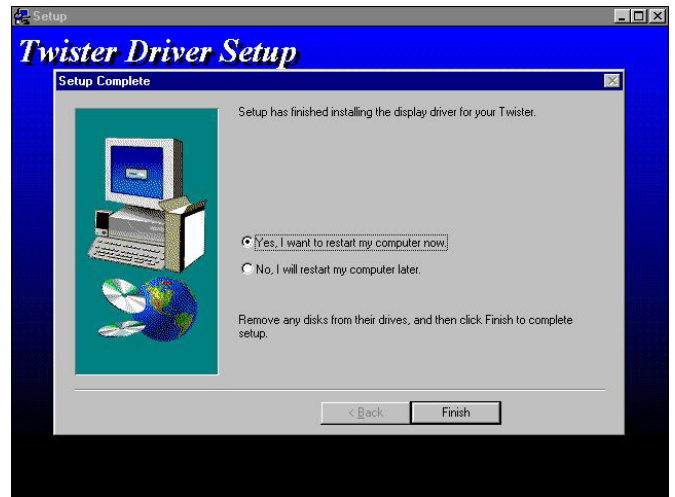 Setup
Twister Driver Setup
Setup Complete
Setup has finished installing the display driver for your Twister.
Yes, I want to restart my computer now.
No, I will restart my computer later.
Remove any disks from their drives, and then click Finish to complete
setup.
< Back
Finish